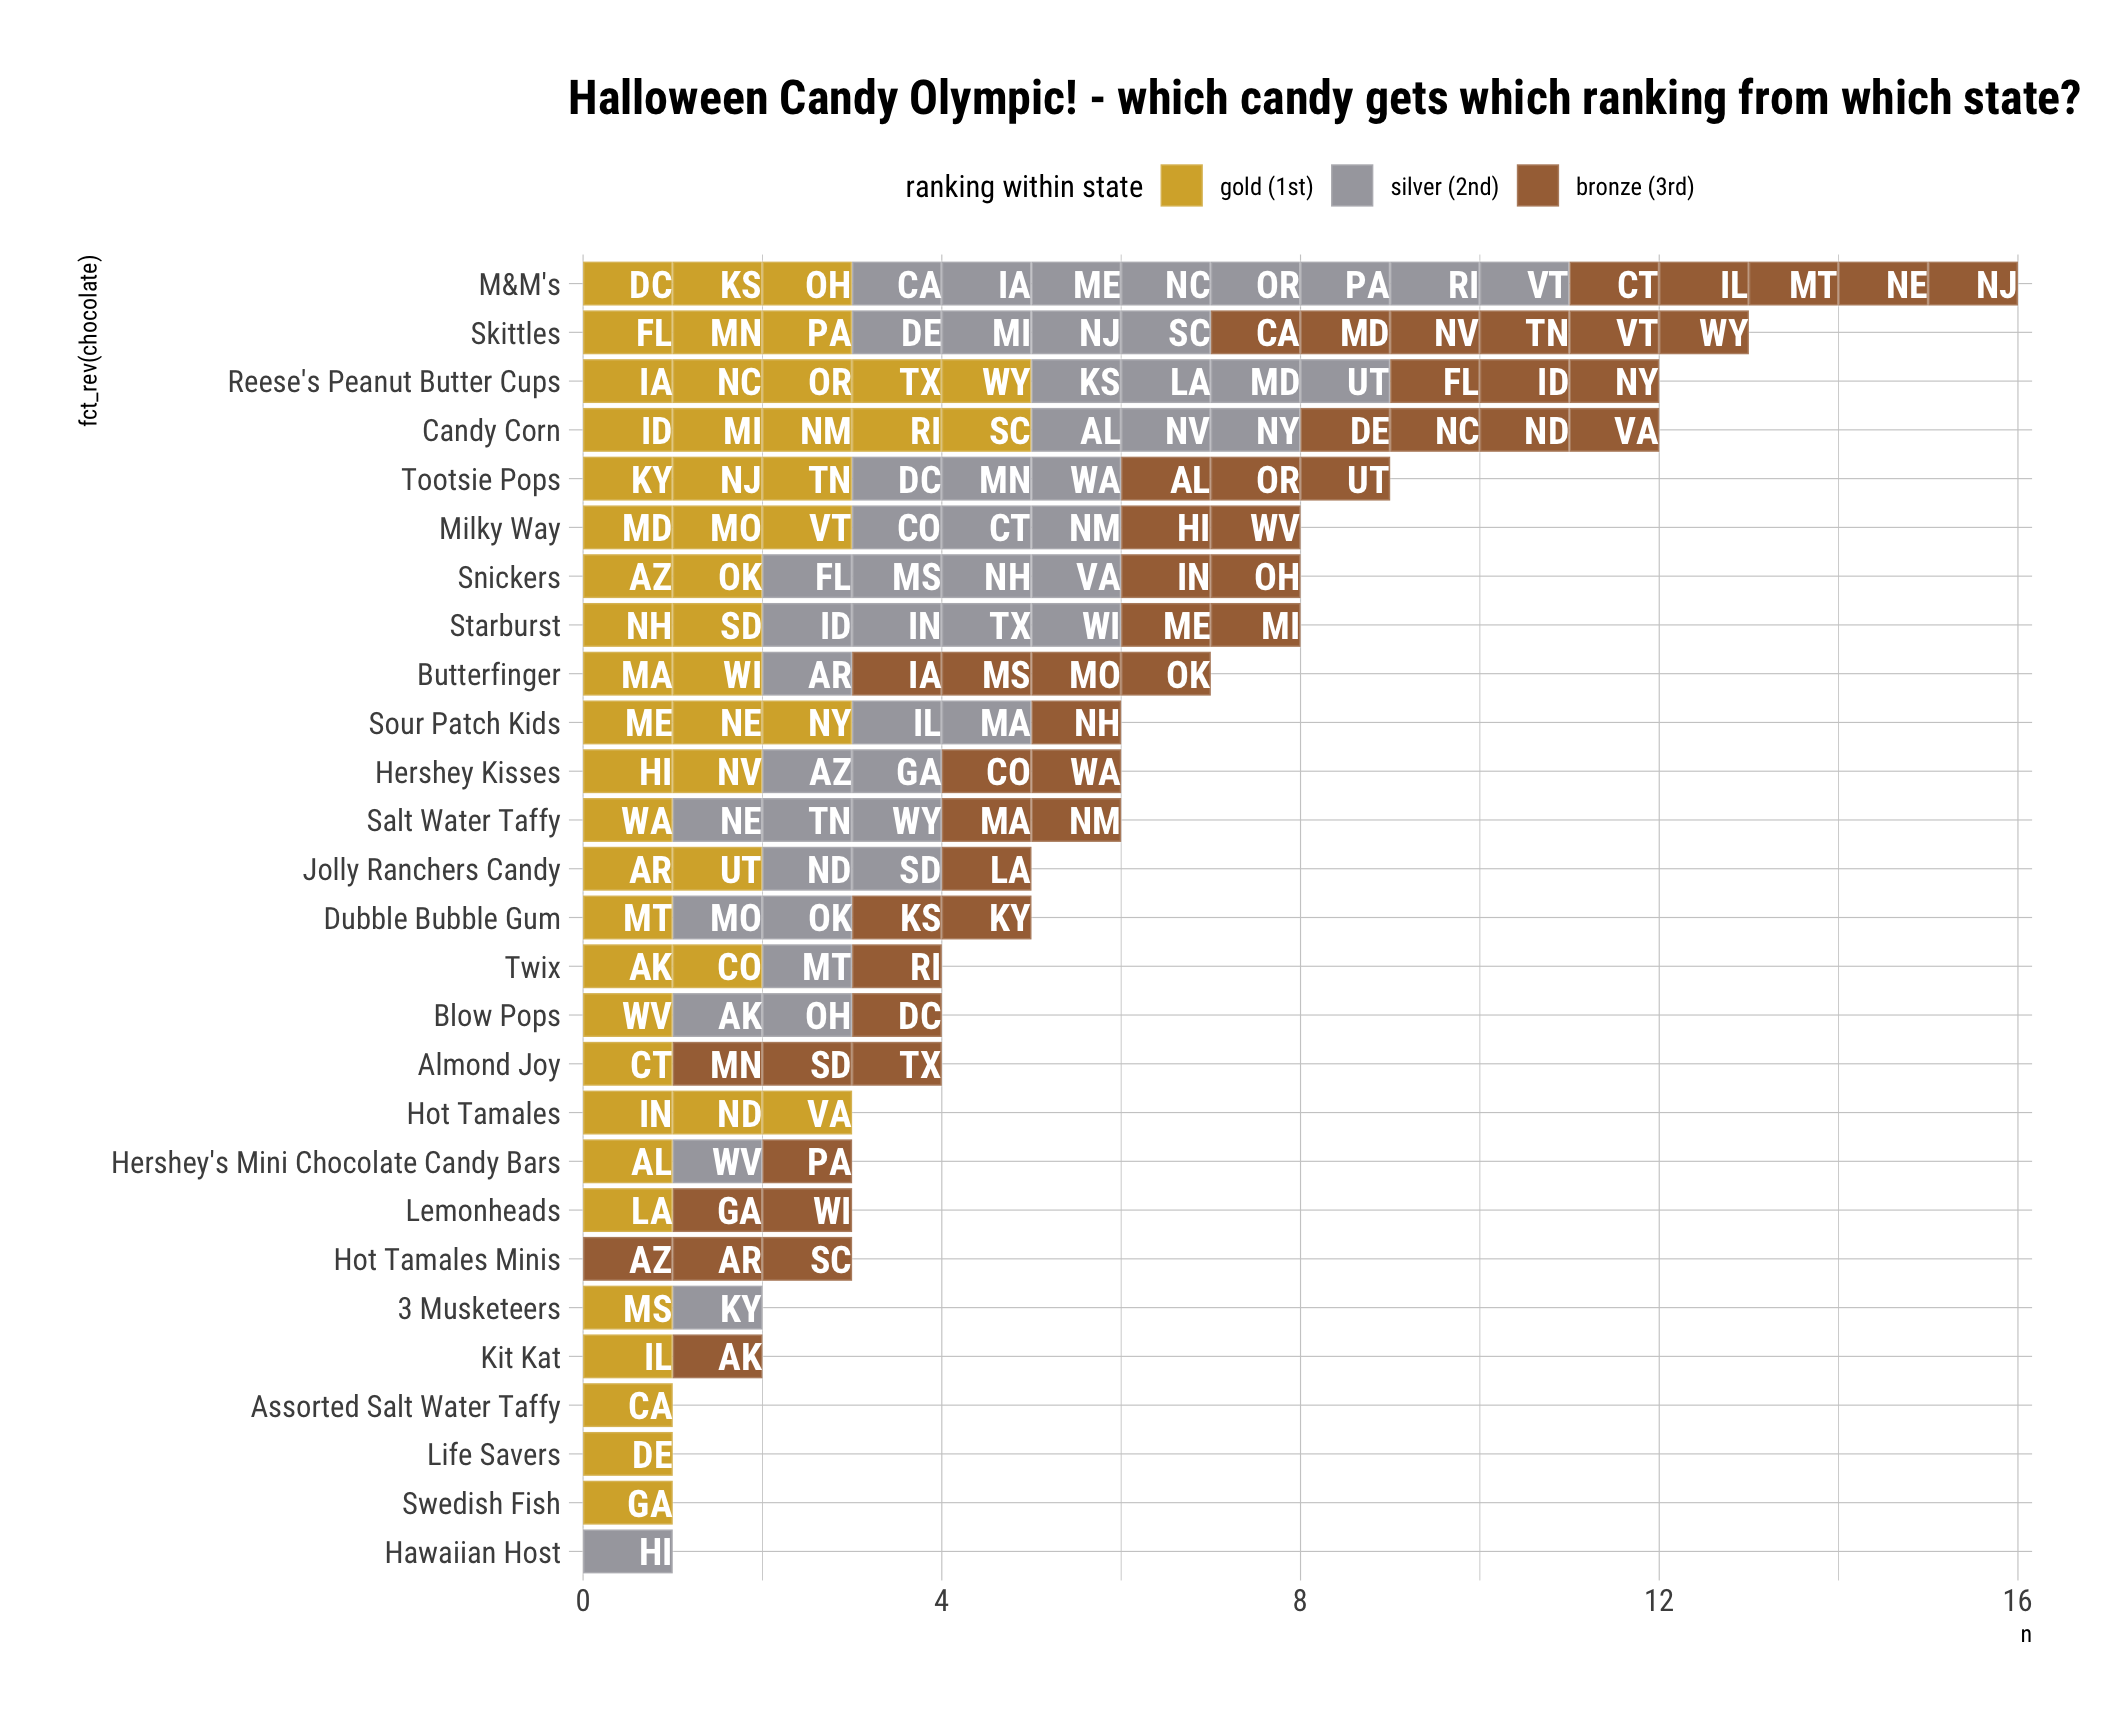 Halloween Candy Olympic! - which candy gets which ranking from which state?
ranking within state gold (1st) silver (2nd) bronze (3rd)
fct_rev(chocolate)
M&M's DC KS OH CA IA ME NC OR PA RI VT CT IL MT NE NJ
Skittles FL MN PA DE MI NJ SC CA MD NV TN VT WY
Reese's Peanut Butter Cups IA NC OR TX WY KS LA MD UT FL ID NY
Candy Corn ID MI NM RI SC AL NV NY DE NC ND VA
Tootsie Pops KY NJ TN DC MN WA AL OR UT
Milky Way MD MO VT CO CT NM HI WV
Snickers AZ OK FL MS NH VA IN OH
Starburst NH SD ID IN TX WI ME MI
Butterfinger MA WI AR IA MS MO OK
Sour Patch Kids ME NE NY IL MA NH
Hershey Kisses HI NV AZ GA CO WA
Salt Water Taffy WA NE TN WY MA NM
Jolly Ranchers Candy AR UT ND SD LA
Dubble Bubble Gum MT MO OK KS KY
Twix AK CO MT RI
Blow Pops WV AK OH DC
Almond Joy CT MN SD TX
Hot Tamales IN ND VA
Hershey's Mini Chocolate Candy Bars AL WV PA
Lemonheads LA GA WI
Hot Tamales Minis AZ AR SC
3 Musketeers MS KY
Kit Kat IL AK
Assorted Salt Water Taffy CA
Life Savers DE
Swedish Fish GA
Hawaiian Host HI
0 4 8 12 16
n